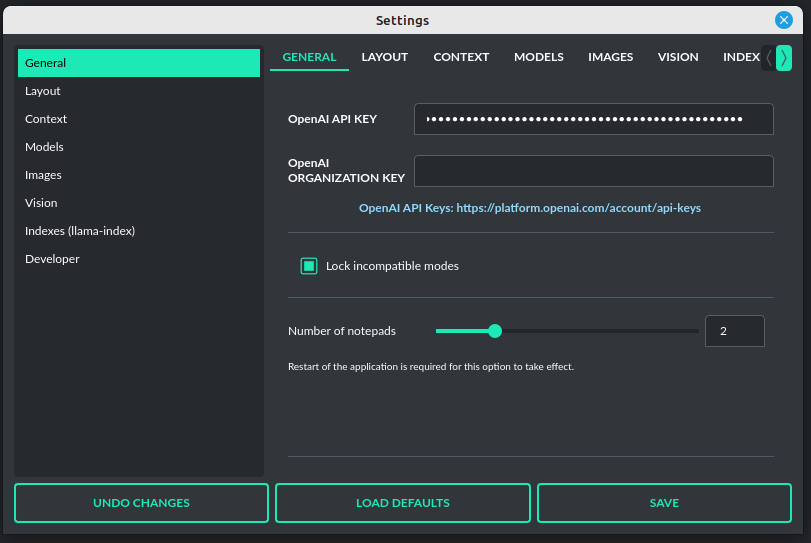 Settings
General
Layout
Context
Models
Images
Vision
Indexes (llama-index)
Developer
GENERAL LAYOUT CONTEXT MODELS IMAGES VISION INDEX
OpenAI API KEY
OpenAI
ORGANIZATION KEY
OpenAI API Keys: https://platform.openai.com/account/api-keys
Lock incompatible modes
Number of notepads 2
Restart of the application is required for this option to take effect.
UNDO CHANGES LOAD DEFAULTS SAVE